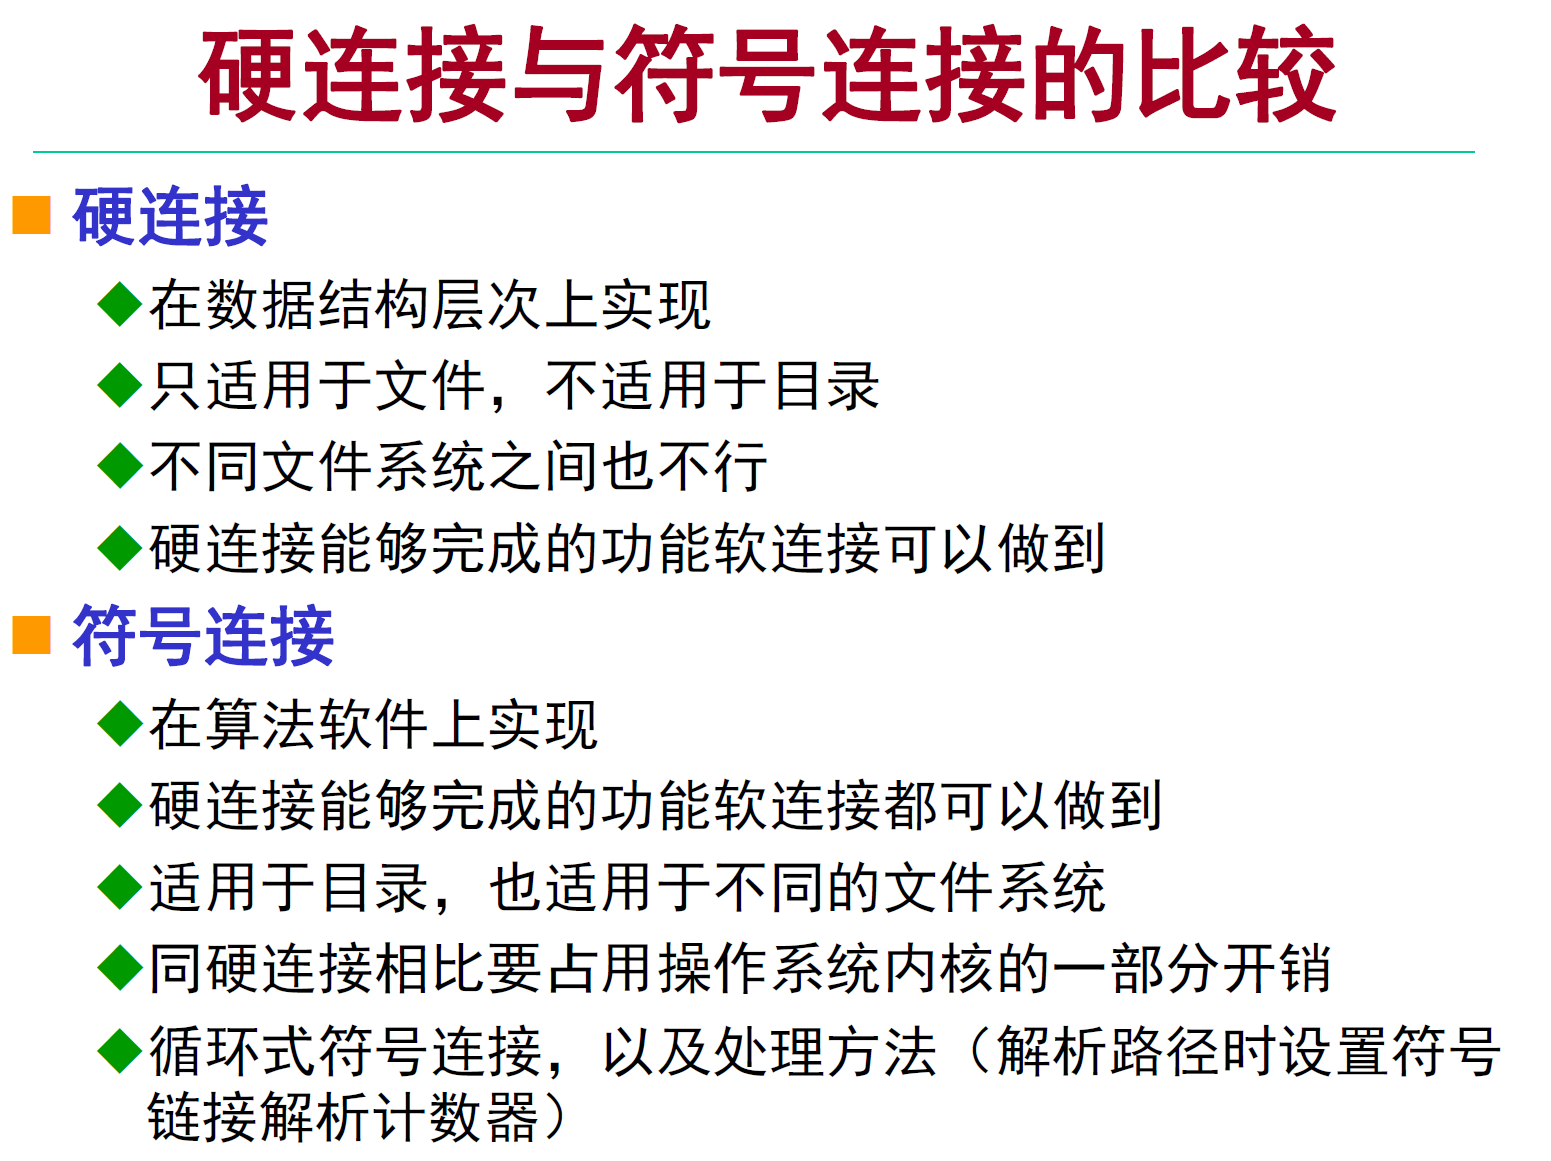 硬连接与符号连接的比较
硬连接
在数据结构层次上实现
只适用于文件，不适用于目录
不同文件系统之间也不行
硬连接能够完成的功能软连接可以做到
符号连接
在算法软件上实现
硬连接能够完成的功能软连接都可以做到
适用于目录，也适用于不同的文件系统
同硬连接相比要占用操作系统内核的一部分开销
循环式符号连接，以及处理方法（解析路径时设置符号
链接解析计数器）